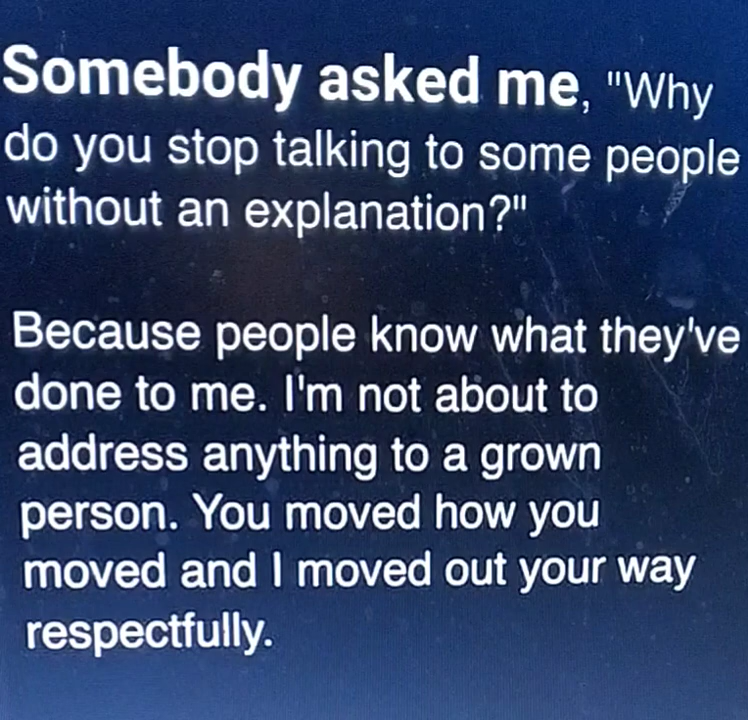 Somebody asked me, "Why
do you stop talking to some people
without an explanation?"
Because people know what they've
done to me. I'm not about to
address anything to a grown
person. You moved how you
moved and I moved out your way
respectfully.